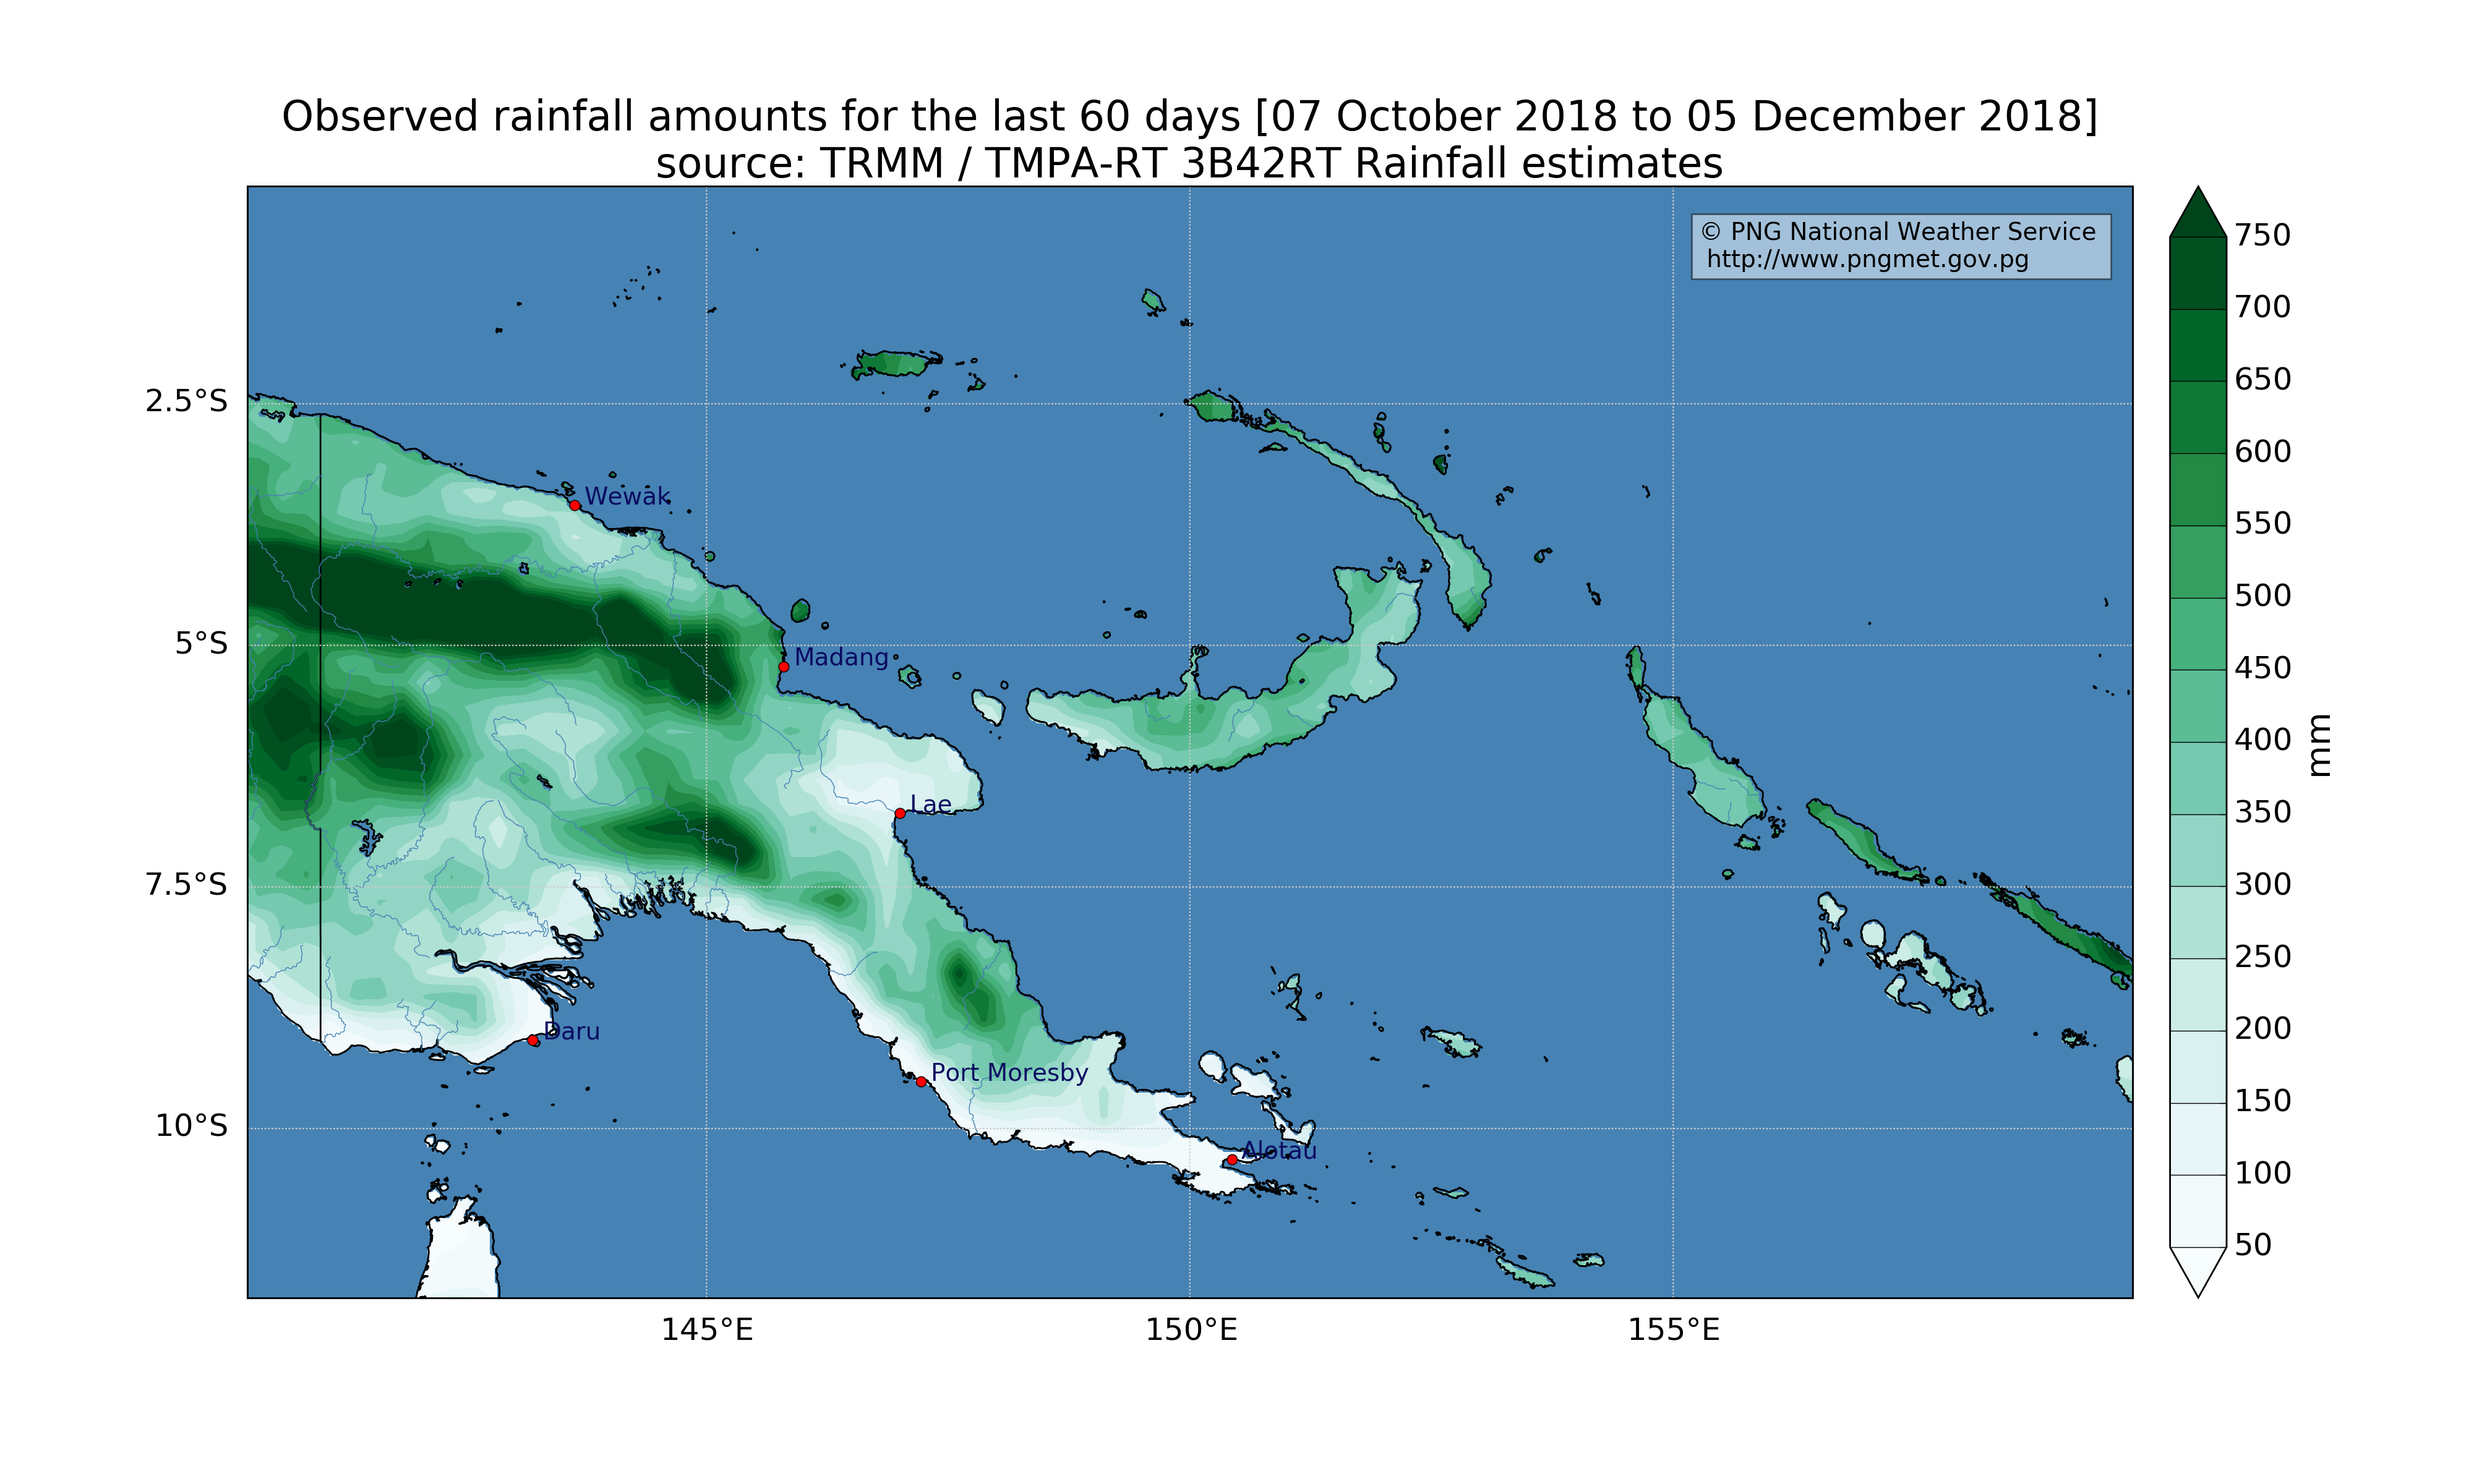 Observed rainfall amounts for the last 60 days [07 October 2018 to 05 December 2018]
source: TRMM / TMPA-RT 3B42RT Rainfall estimates
© PNG National Weather Service
http://www.pngmet.gov.pg
2.5°S
5°S
7.5°S
10°S
Wewak
Madang
Lae
Daru
Port Moresby
Alotau
145°E
150°E
155°E
750
700
650
600
550
500
450
400
350
300
250
200
150
100
50
mm